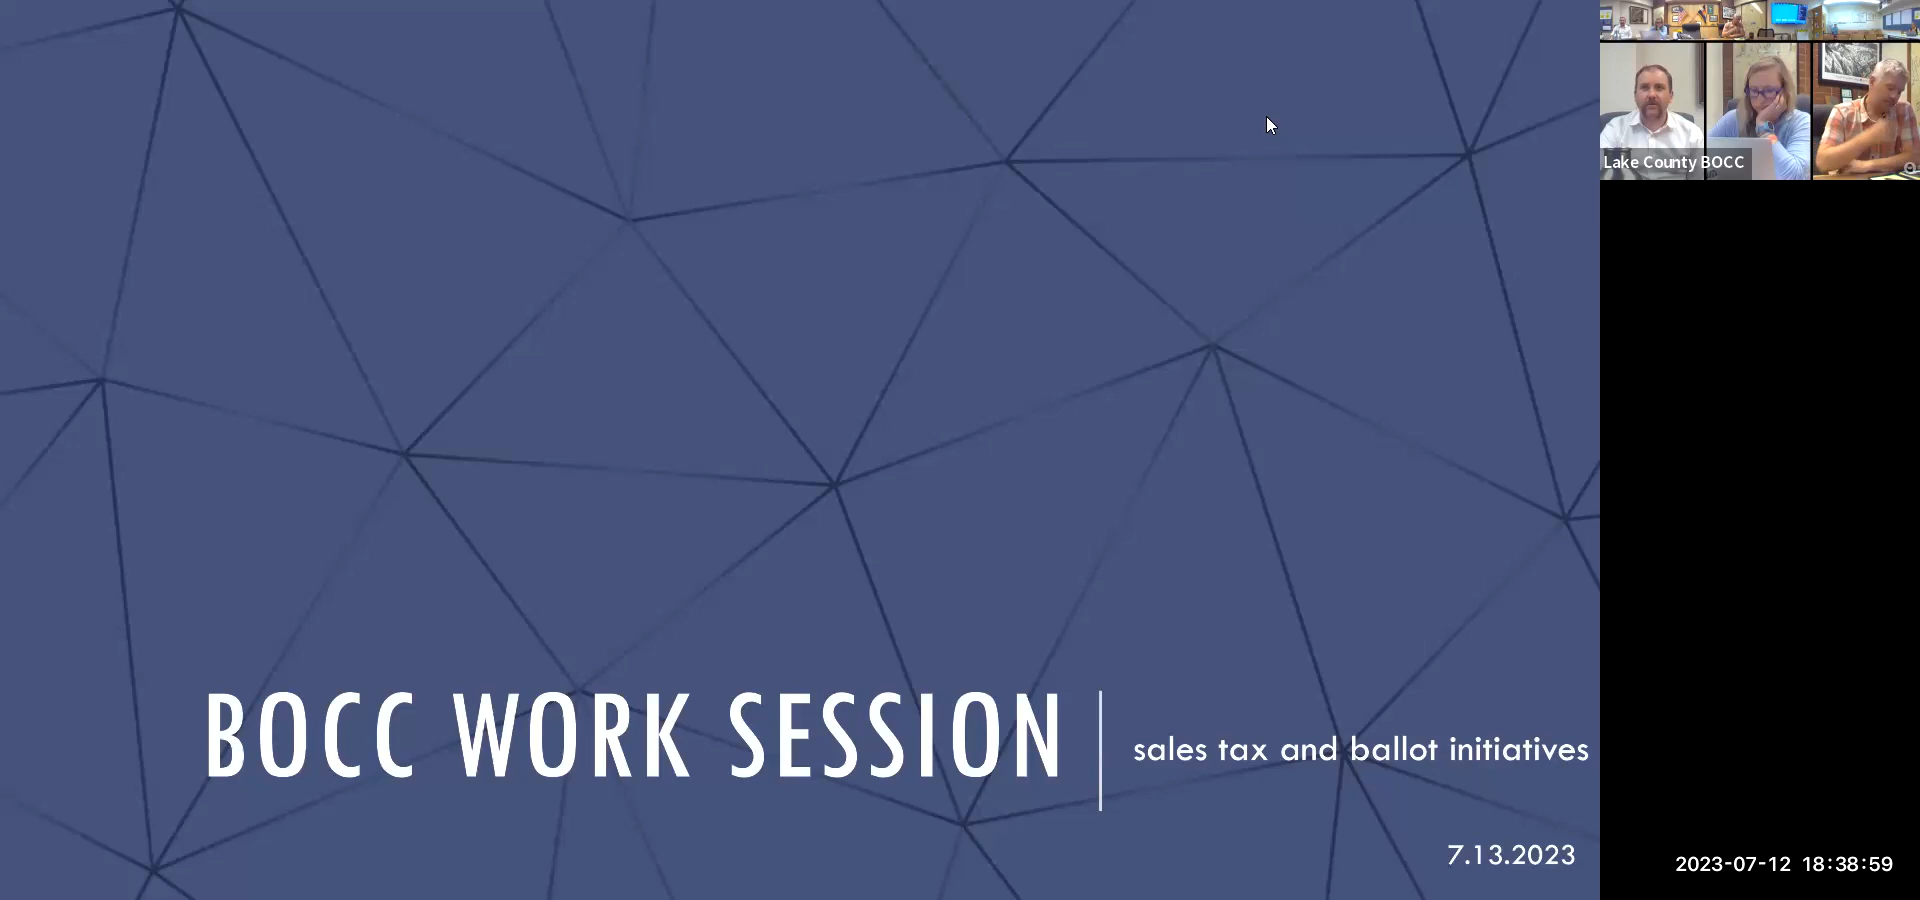 BOCC WORK SESSION
sales tax and ballot initiatives
7.13.2023
Lake County BOCC
2023-07-12 18:38:59